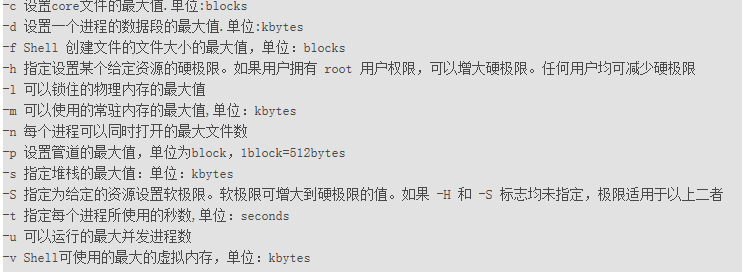 -c 设置core文件的最大值.单位:blocks
-d 设置一个进程的数据段的最大值.单位:kbytes
-f Shell 创建文件的文件大小的最大值，单位：blocks
-h 指定设置某个给定资源的硬极限。如果用户拥有 root 用户权限，可以增大硬极限。任何用户均可减少硬极限
-l 可以锁住的物理内存的最大值
-m 可以使用的常驻内存的最大值,单位：kbytes
-n 每个进程可以同时打开的最大文件数
-p 设置管道的最大值，单位为block，1block=512bytes
-s 指定堆栈的最大值：单位：kbytes
-S 指定为给定的资源设置软极限。软极限可增大到硬极限的值。如果 -H 和 -S 标志均未指定，极限适用于以上二者
-t 指定每个进程所使用的秒数,单位：seconds
-u 可以运行的最大并发进程数
-v Shell可使用的最大的虚拟内存，单位：kbytes